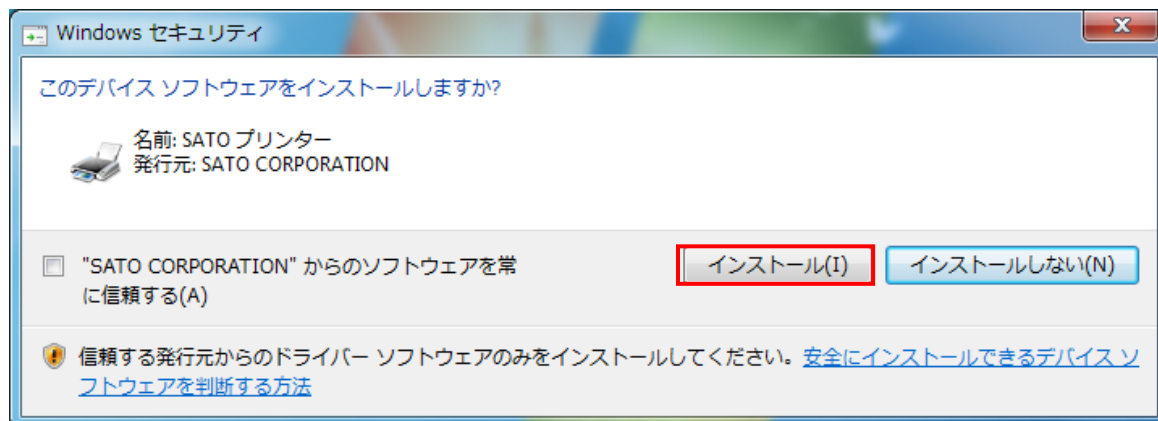 Windows セキュリティ
このデバイス ソフトウェアをインストールしますか?
名前: SATO プリンター
発行元: SATO CORPORATION
"SATO CORPORATION" からのソフトウェアを常
に信頼する(A)
インストール(I)
インストールしない(N)
信頼する発行元からのドライバー ソフトウェアのみをインストールしてください。安全にインストールできるデバイス ソ
フトウェアを判断する方法